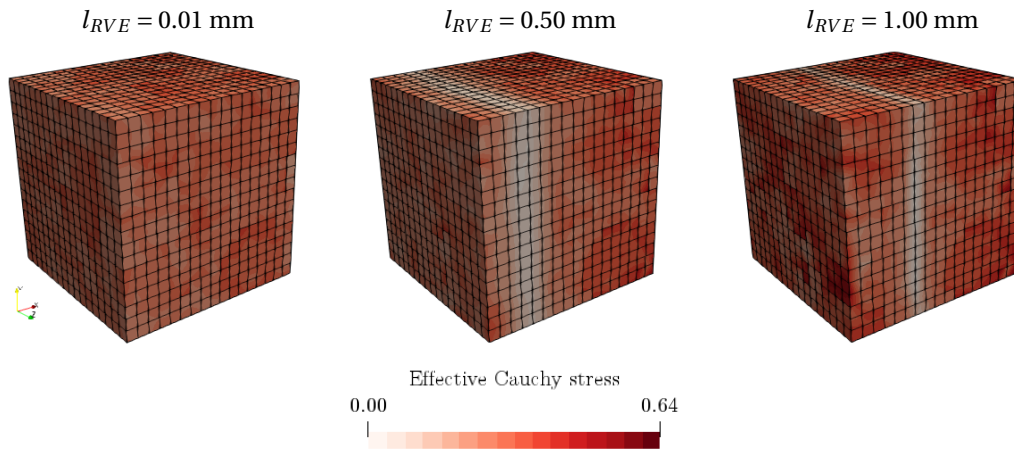 l_RVE = 0.01 mm
l_RVE = 0.50 mm
l_RVE = 1.00 mm
Effective Cauchy stress
0.00 0.64